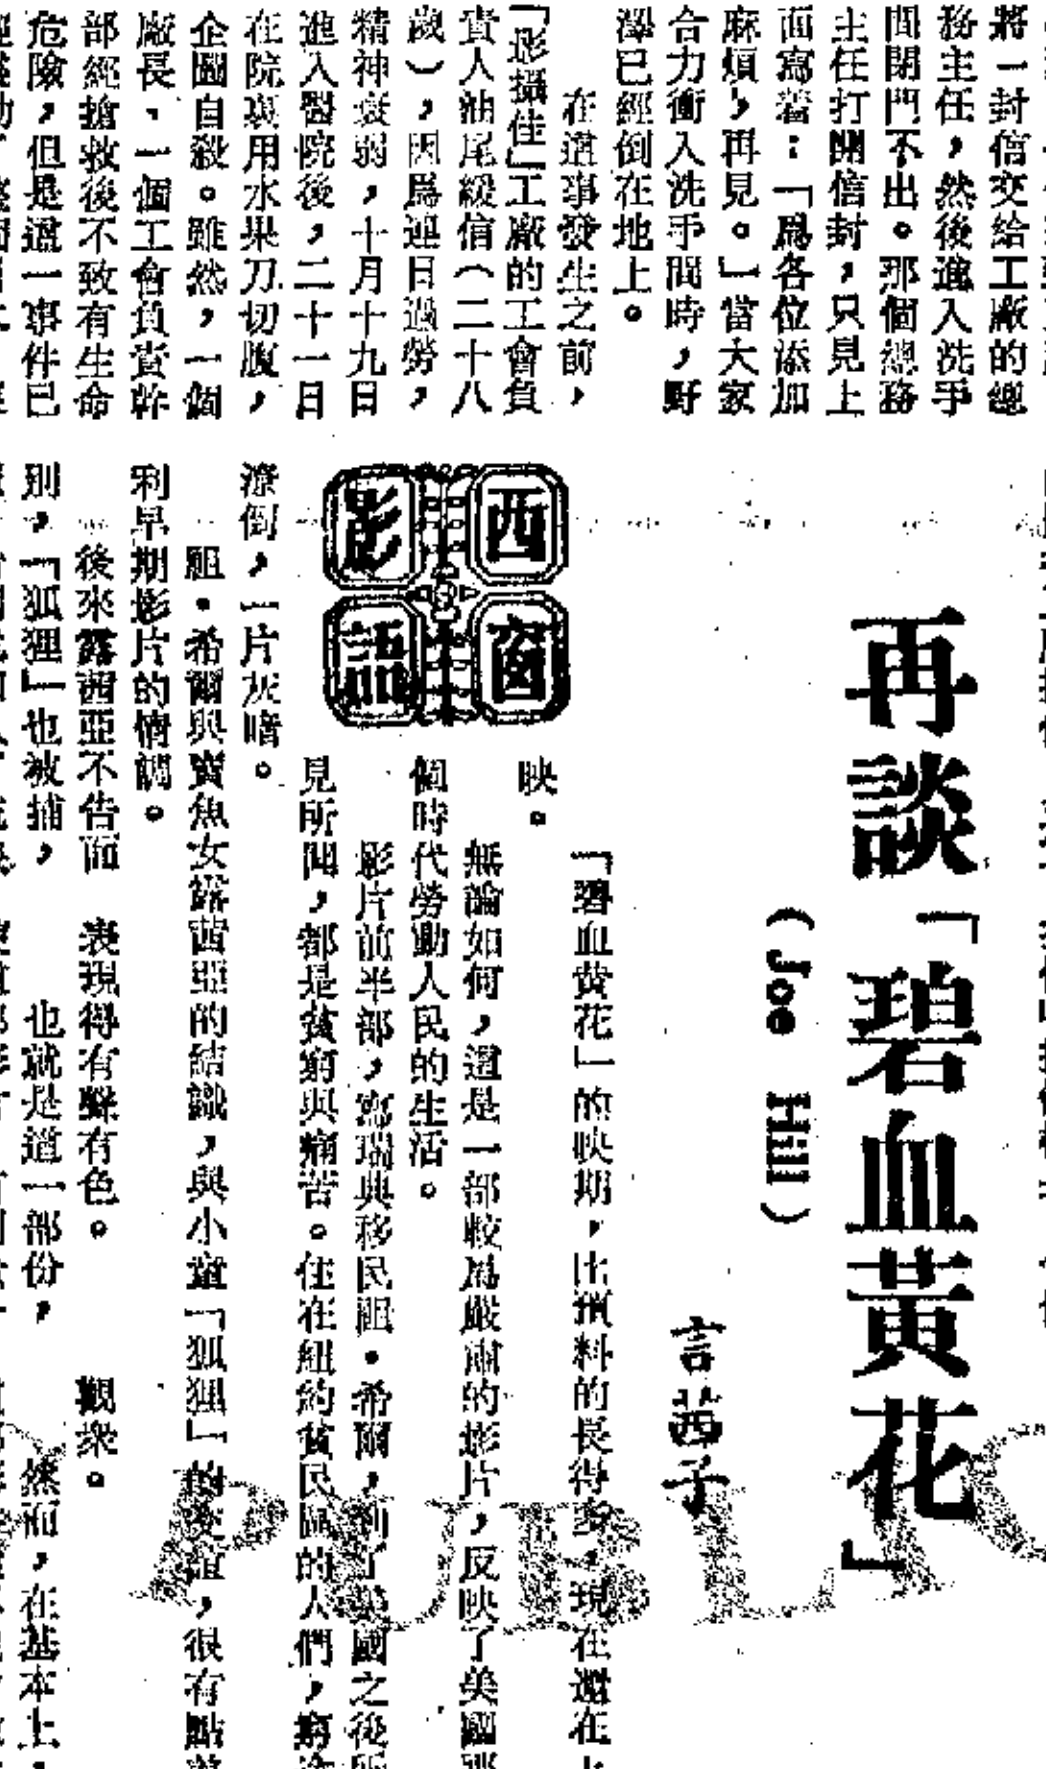 將一封信交給工廠的總
務主任，然後進入洗手
間閉門不出。那個總務
主任打開信封，只見上
面寫著：「爲各位添加
麻煩，再見。」當大家
合力衝入洗手間時，野
澤已經倒在地上。
在這事發生之前，
「影攝佳」工廠的工會負
責人油尾緩信（二十八
歲），因爲連日過勞，
精神衰弱，十月十九日
進入醫院後，二十一日
在院裏用水果刀切腹，
企圖自殺。雖然，一個
廠長、一個工會負責幹
部經搶救後不致有生命
危險，但是這一事件已
再談「碧血黃花」
（Joe Hill）
言茜子
西窗影話
「碧血黄花」的映期，比預料的長得多，現在還在上
映。
無論如何，這是一部較爲嚴肅的影片，反映了美國那
個時代勞動人民的生活。
影片前半部，寫瑞典移民祖・希爾，到了美國之後所
見所聞，都是貧窮與痛苦。住在紐約貧民區的人們，窮途
潦倒，一片灰暗。
祖・希爾與賣魚女露茜亞的結識，與小童「狐狸」的友誼，很有點意
利早期影片的情調。
後來露茜亞不告而
別，「狐狸」也被捕，
表現得有聲有色。
也就是這一部份，
觀衆。
然而，在基本上，
PUBLIC